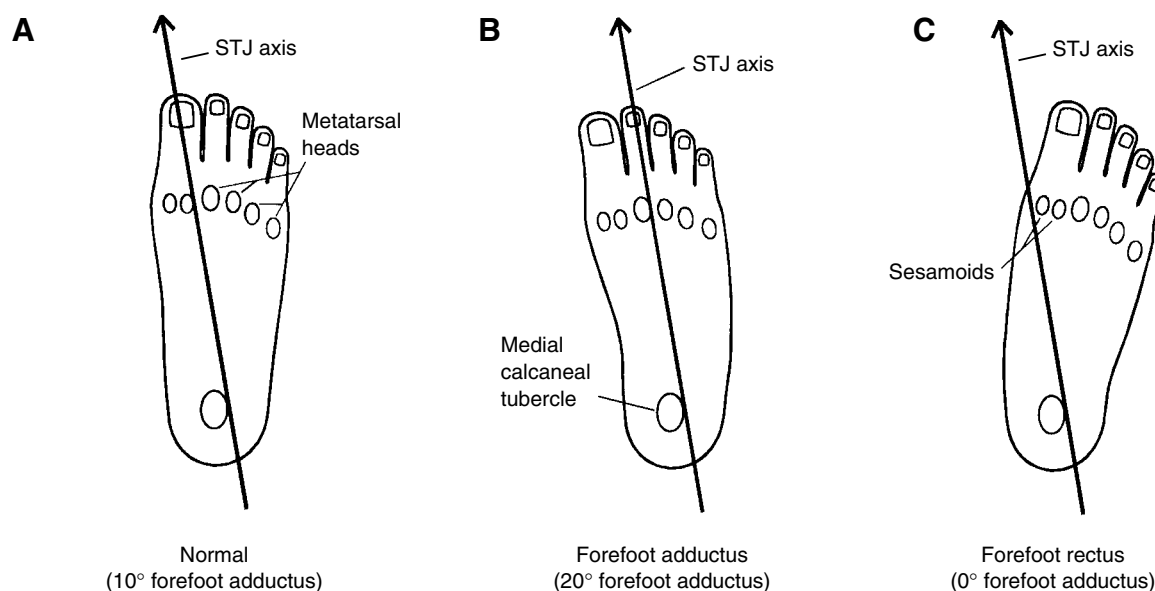 A
STJ axis
Metatarsal
heads
Normal
(10° forefoot adductus)
B
STJ axis
Medial
calcaneal
tubercle
Forefoot adductus
(20° forefoot adductus)
C
STJ axis
Sesamoids
Forefoot rectus
(0° forefoot adductus)